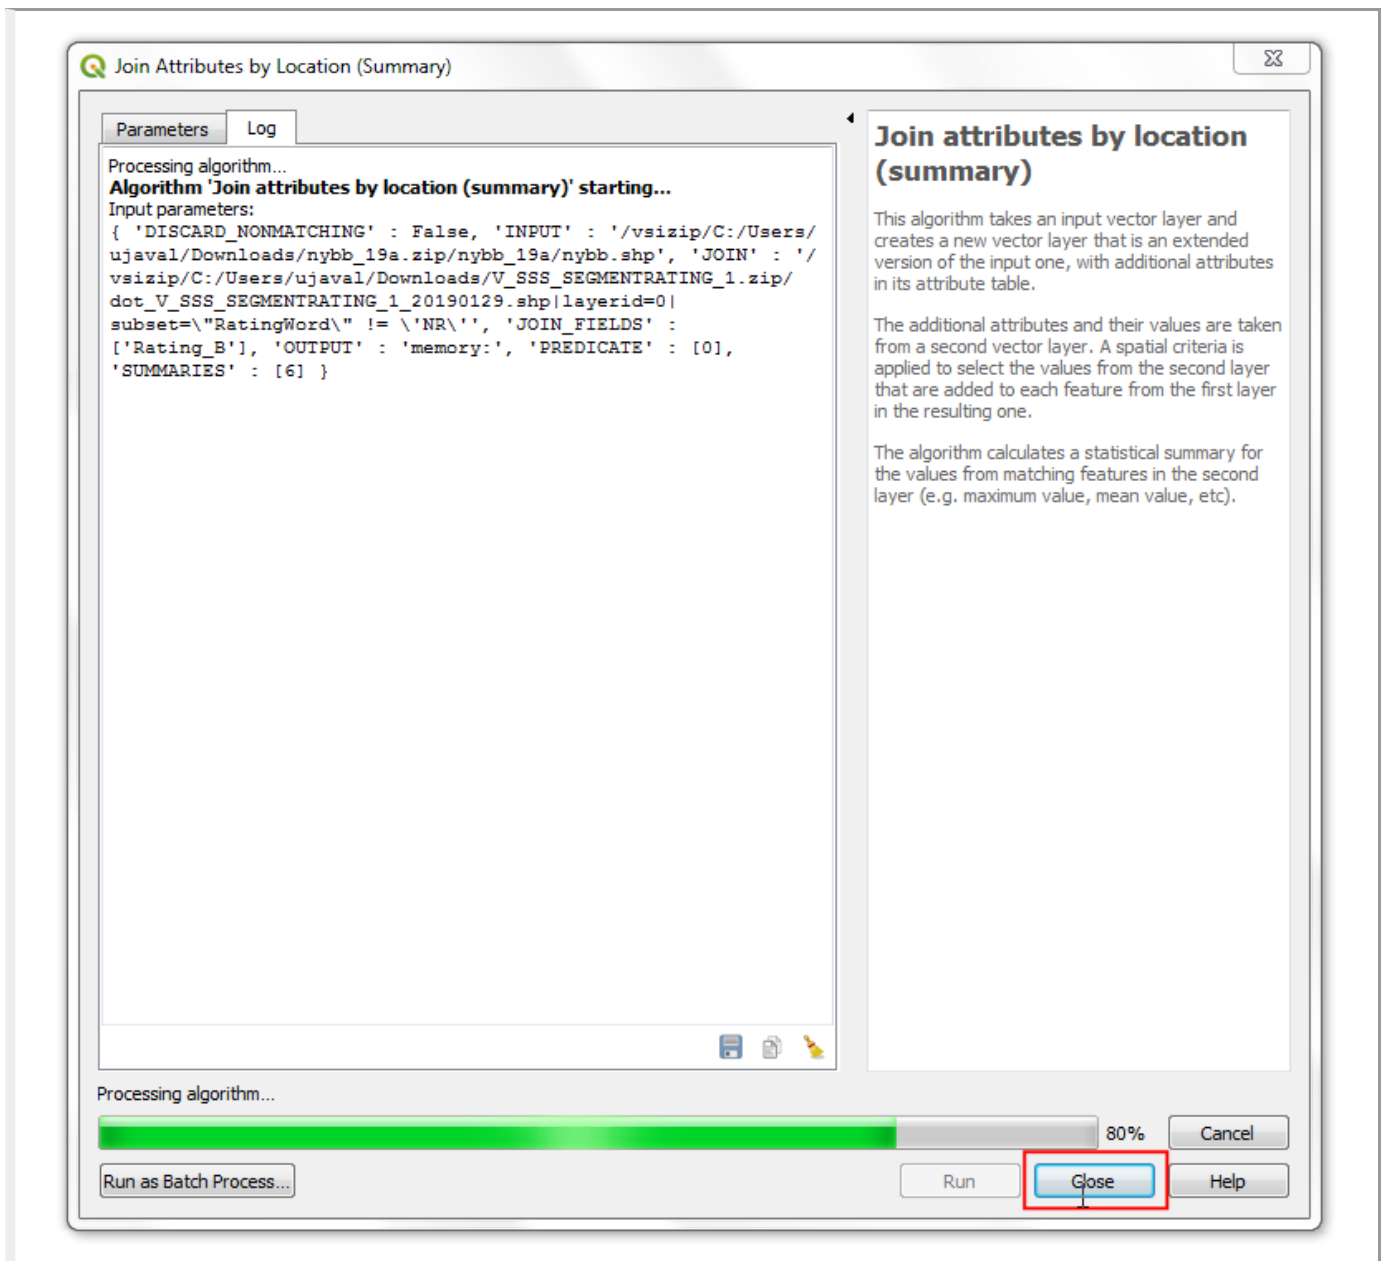 Join Attributes by Location (Summary)
Parameters
Log
Processing algorithm...
Algorithm 'Join attributes by location (summary)' starting...
Input parameters:
{ 'DISCARD_NONMATCHING' : False, 'INPUT' : '/vsizip/C:/Users/
ujaval/Downloads/nybb_19a.zip/nybb_19a/nybb.shp', 'JOIN' : '/
vsizip/C:/Users/ujaval/Downloads/V_SSS_SEGMENTRATING_1.zip/
dot_V_SSS_SEGMENTRATING_1_20190129.shp|layerid=0|
subset=\"RatingWord\" != \'NR\'', 'JOIN_FIELDS' :
['Rating_B'], 'OUTPUT' : 'memory:', 'PREDICATE' : [0],
'SUMMARIES' : [6] }
Join attributes by location
(summary)
This algorithm takes an input vector layer and
creates a new vector layer that is an extended
version of the input one, with additional attributes
in its attribute table.
The additional attributes and their values are taken
from a second vector layer. A spatial criteria is
applied to select the values from the second layer
that are added to each feature from the first layer
in the resulting one.
The algorithm calculates a statistical summary for
the values from matching features in the second
layer (e.g. maximum value, mean value, etc).
Processing algorithm...
80%
Cancel
Run as Batch Process...
Run
Close
Help